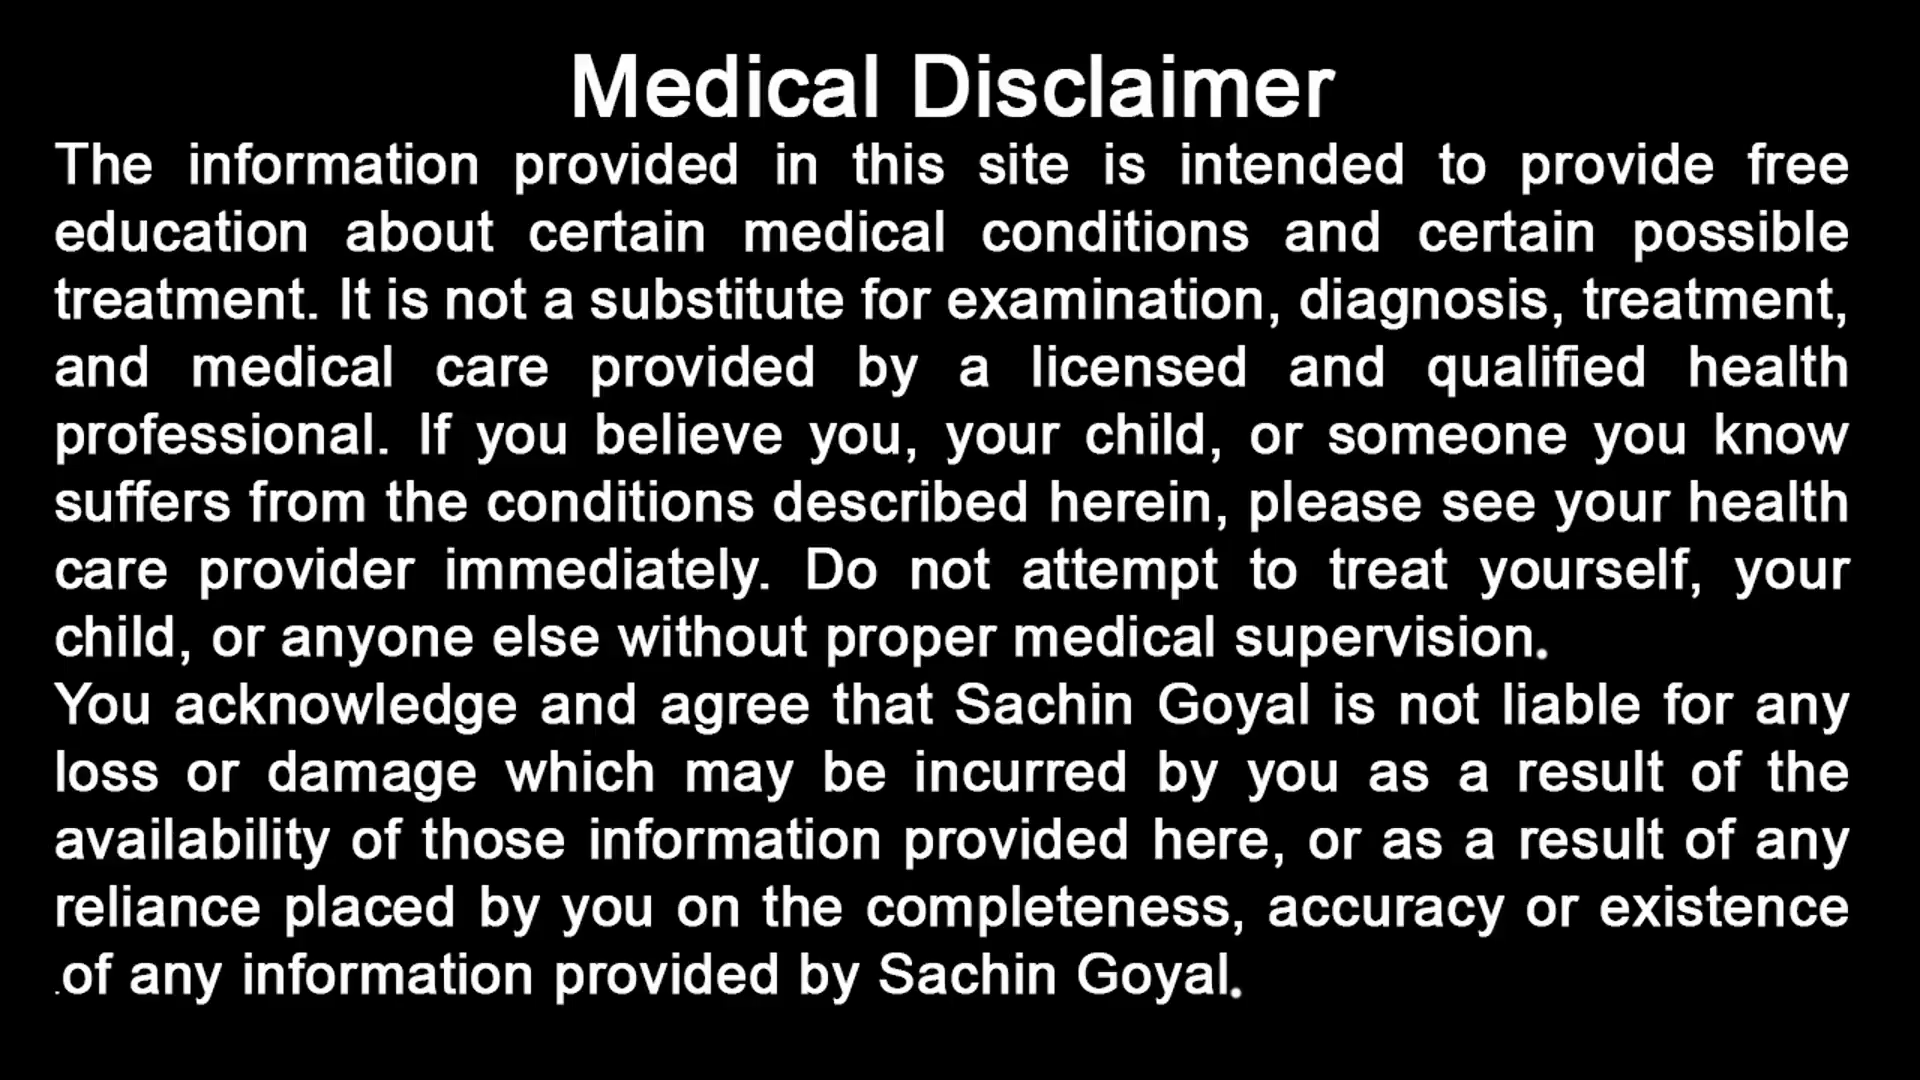 Medical Disclaimer
The information provided in this site is intended to provide free
education about certain medical conditions and certain possible
treatment. It is not a substitute for examination, diagnosis, treatment,
and medical care provided by a licensed and qualified health
professional. If you believe you, your child, or someone you know
suffers from the conditions described herein, please see your health
care provider immediately. Do not attempt to treat yourself, your
child, or anyone else without proper medical supervision.
You acknowledge and agree that Sachin Goyal is not liable for any
loss or damage which may be incurred by you as a result of the
availability of those information provided here, or as a result of any
reliance placed by you on the completeness, accuracy or existence
.of any information provided by Sachin Goyal.